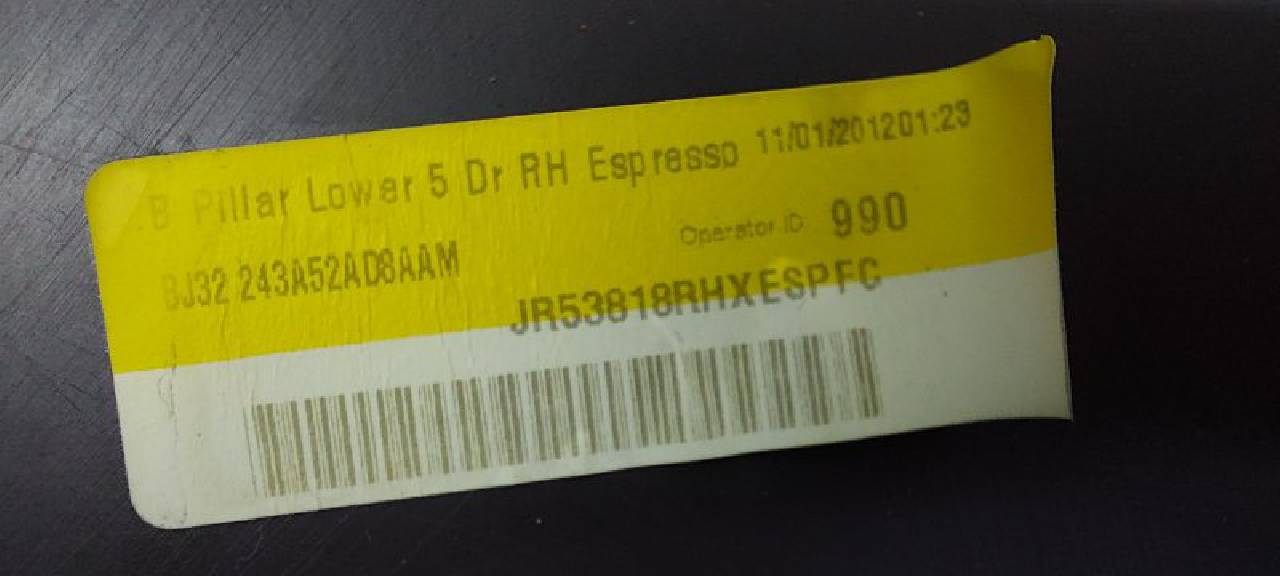 B Pillar Lower 5 Dr RH Espresso 11/01/201201:23
Operator ID 990
BJ32 243A52AD8AAM
JR53818RHXESPFC